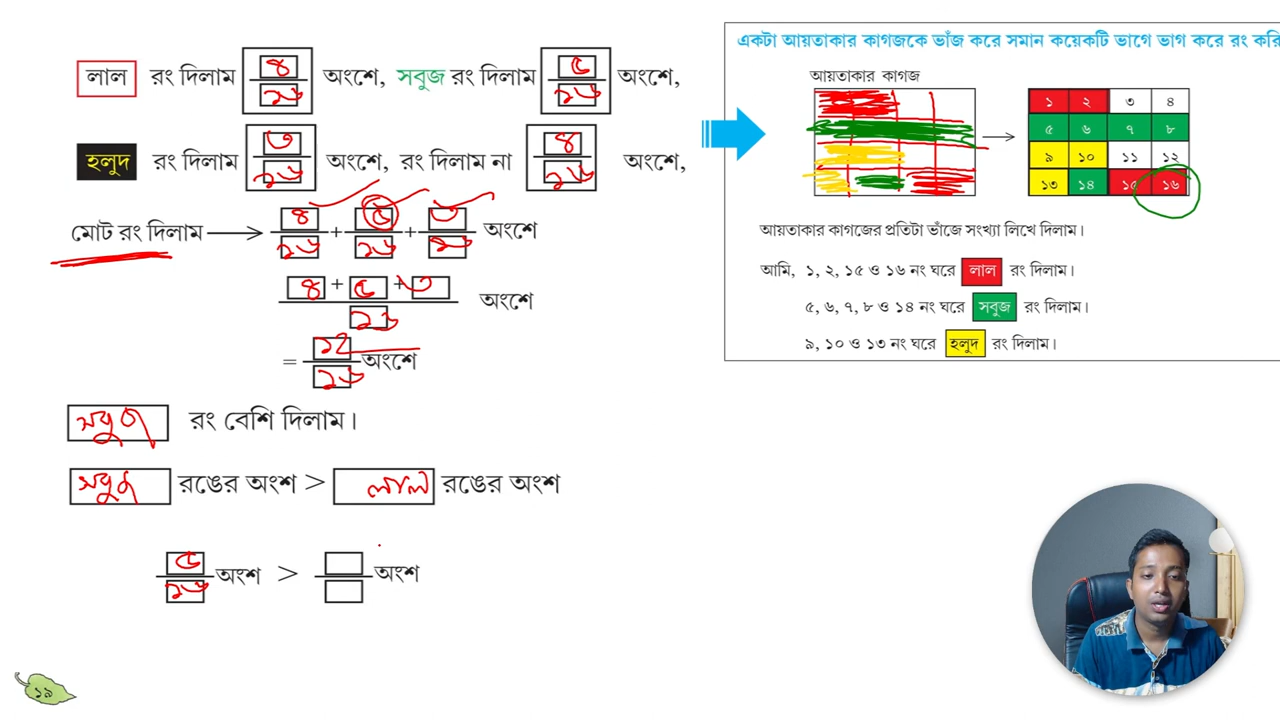 লাল রং দিলাম ৪/১৬ অংশে, সবুজ রং দিলাম ৫/১৬ অংশে,
হলুদ রং দিলাম ৩/১৬ অংশে, রং দিলাম না ৪/১৬ অংশে,
মোট রং দিলাম ৪/১৬ + ৫/১৬ + ৩/১৬ অংশে
৪ + ৫ + ৩ / ১৬ অংশে
= ১২/১৬ অংশে
সবুজ রং বেশি দিলাম।
সবুজ রঙের অংশ > লাল রঙের অংশ
৫/১৬ অংশ > অংশ
১৯
একটা আয়তাকার কাগজকে ভাঁজ করে সমান কয়েকটি ভাগে ভাগ করে রং করি
আয়তাকার কাগজ
১ ২ ৩ ৪
৫ ৬ ৭ ৮
৯ ১০ ১১ ১২
১৩ ১৪ ১৫ ১৬
আয়তাকার কাগজের প্রতিটা ভাঁজে সংখ্যা লিখে দিলাম।
আমি, ১, ২, ১৫ ও ১৬ নং ঘরে লাল রং দিলাম।
৫, ৬, ৭, ৮ ও ১৪ নং ঘরে সবুজ রং দিলাম।
৯, ১০ ও ১৩ নং ঘরে হলুদ রং দিলাম।